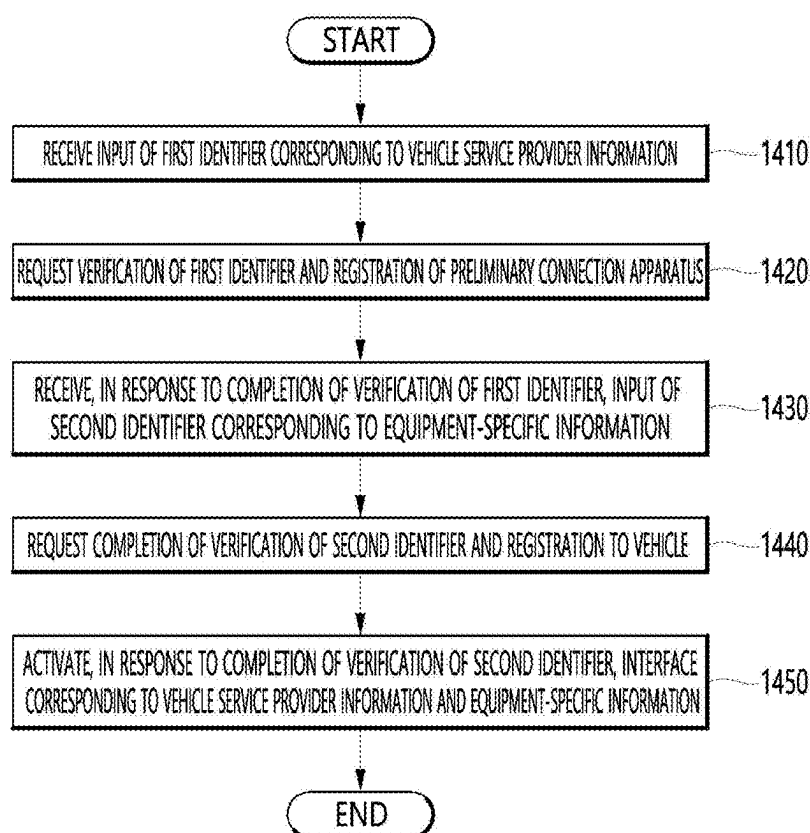 START
RECEIVE INPUT OF FIRST IDENTIFIER CORRESPONDING TO VEHICLE SERVICE PROVIDER INFORMATION
1410
REQUEST VERIFICATION OF FIRST IDENTIFIER AND REGISTRATION OF PRELIMINARY CONNECTION APPARATUS
1420
RECEIVE, IN RESPONSE TO COMPLETION OF VERIFICATION OF FIRST IDENTIFIER, INPUT OF
SECOND IDENTIFIER CORRESPONDING TO EQUIPMENT-SPECIFIC INFORMATION
1430
REQUEST COMPLETION OF VERIFICATION OF SECOND IDENTIFIER AND REGISTRATION TO VEHICLE
1440
ACTIVATE, IN RESPONSE TO COMPLETION OF VERIFICATION OF SECOND IDENTIFIER, INTERFACE
CORRESPONDING TO VEHICLE SERVICE PROVIDER INFORMATION AND EQUIPMENT-SPECIFIC INFORMATION
1450
END